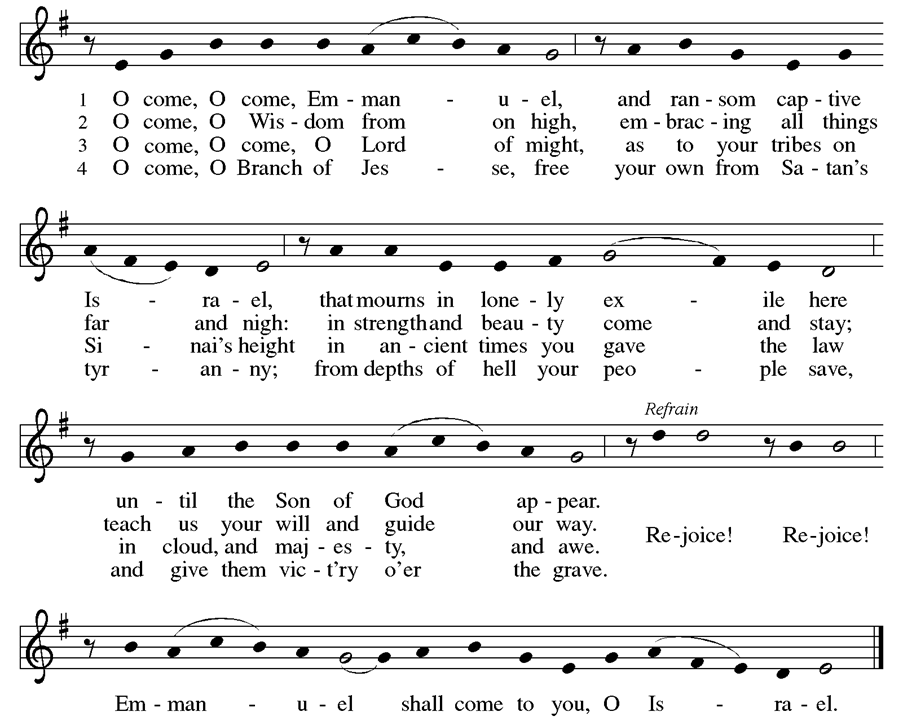 1 O come, O come, Em - man - u - el, and ran - som cap - tive
2 O come, O Wis - dom from on high, em - brac - ing all things
3 O come, O come, O Lord of might, as to your tribes on
4 O come, O Branch of Jes - se, free your own from Sa - tan's
Is - ra - el, that mourns in lone - ly ex - ile here
far and nigh: in strength and beau - ty come and stay;
Si - nai's height in an - cient times you gave the law
tyr - an - ny; from depths of hell your peo - ple save,
Refrain
un - til the Son of God ap - pear.
teach us your will and guide our way.
in cloud, and maj - es - ty, and awe.
and give them vic - t'ry o'er the grave.
Re - joice! Re - joice!
Em - man - u - el shall come to you, O Is - ra - el.